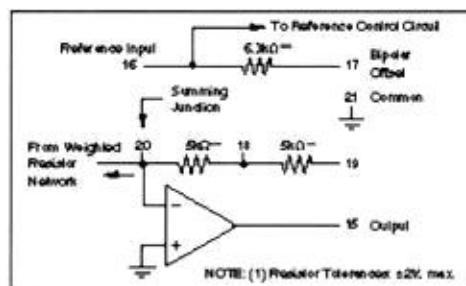 To Reference Control Circuit
Reference Input
6.3kΩ
16
17
Bipolar
Offset
Summing
Junction
21
Common
From Weighted
Resistor
Network
20
5kΩ
18
5kΩ
19
−
+
15
Output
NOTE: (1) Resistor Tolerances: ±2% max.